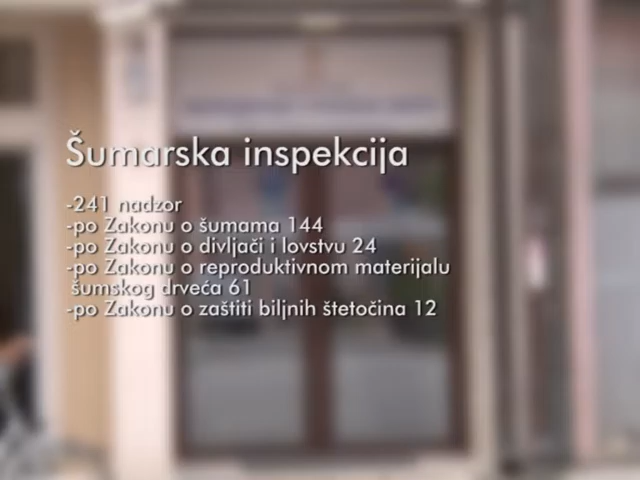 Šumarska inspekcija
-241 nadzor
-po Zakonu o šumama 144
-po Zakonu o divljači i lovstvu 24
-po Zakonu o reproduktivnom materijalu
šumskog drveća 61
-po Zakonu o zaštiti biljnih štetočina 12